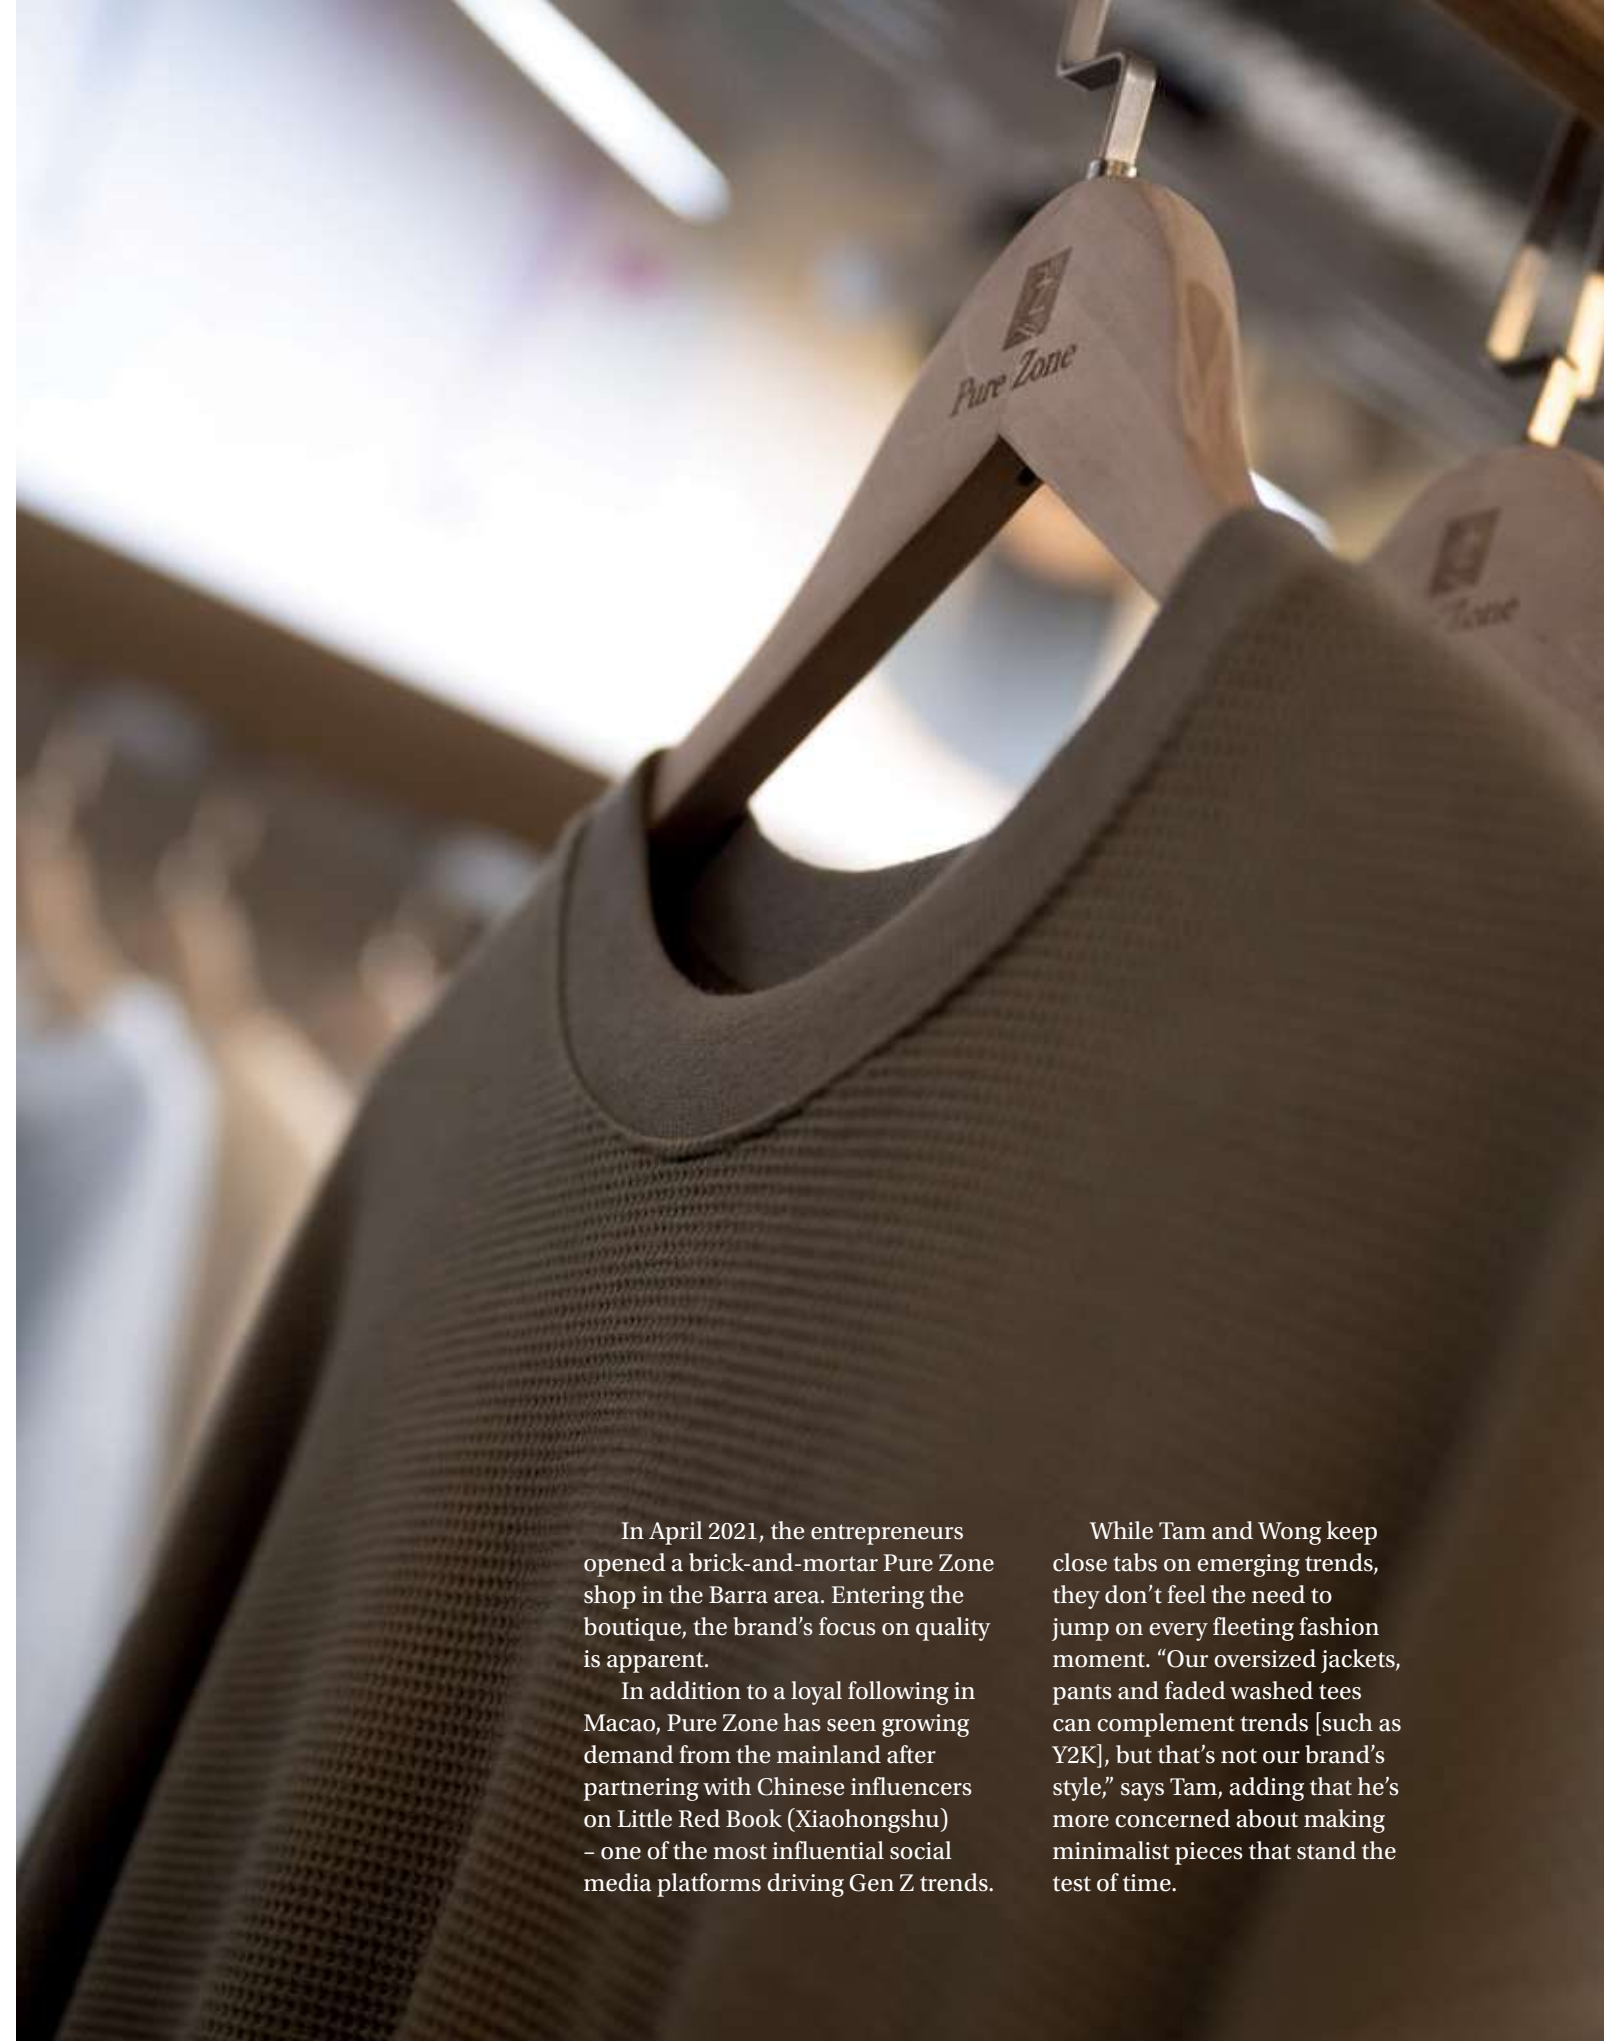 Pure Zone
Zone
In April 2021, the entrepreneurs
opened a brick-and-mortar Pure Zone
shop in the Barra area. Entering the
boutique, the brand’s focus on quality
is apparent.
In addition to a loyal following in
Macao, Pure Zone has seen growing
demand from the mainland after
partnering with Chinese influencers
on Little Red Book (Xiaohongshu)
– one of the most influential social
media platforms driving Gen Z trends.
While Tam and Wong keep
close tabs on emerging trends,
they don’t feel the need to
jump on every fleeting fashion
moment. “Our oversized jackets,
pants and faded washed tees
can complement trends [such as
Y2K], but that’s not our brand’s
style,” says Tam, adding that he’s
more concerned about making
minimalist pieces that stand the
test of time.